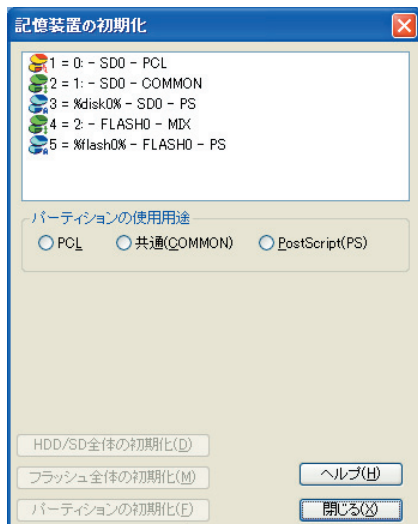 記憶装置の初期化
1 = 0: - SD0 - PCL
2 = 1: - SD0 - COMMON
3 = %disk0% - SD0 - PS
4 = 2: - FLASH0 - MIX
5 = %flash0% - FLASH0 - PS
パーティションの使用用途
PCL 共通(COMMON) PostScript(PS)
HDD/SD全体の初期化(D)
フラッシュ全体の初期化(M) ヘルプ(H)
パーティションの初期化(F) 閉じる(X)